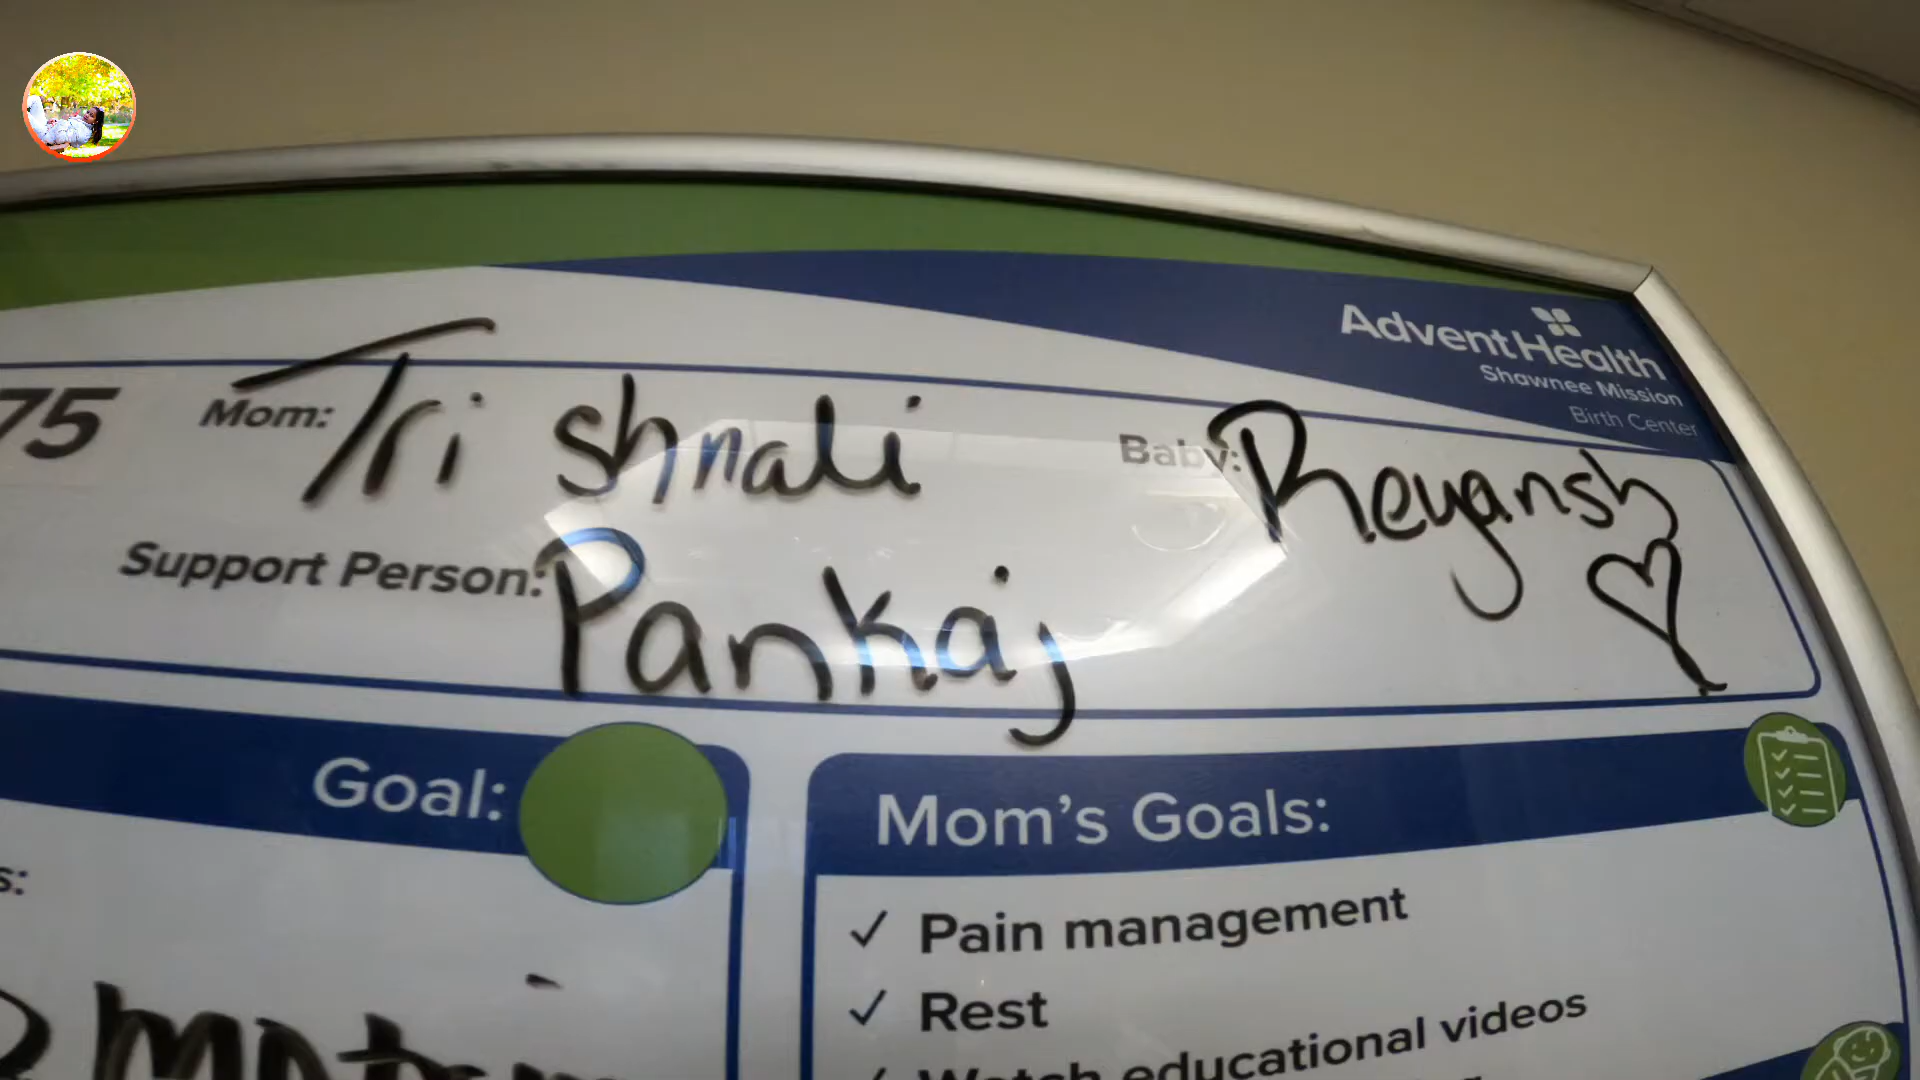 AdventHealth
Shawnee Mission
Birth Center
75
Mom: Trishnali
Baby: Reyansh
Support Person: Pankaj
Goal:
Mom's Goals:
✓ Pain management
✓ Rest
Watch educational videos